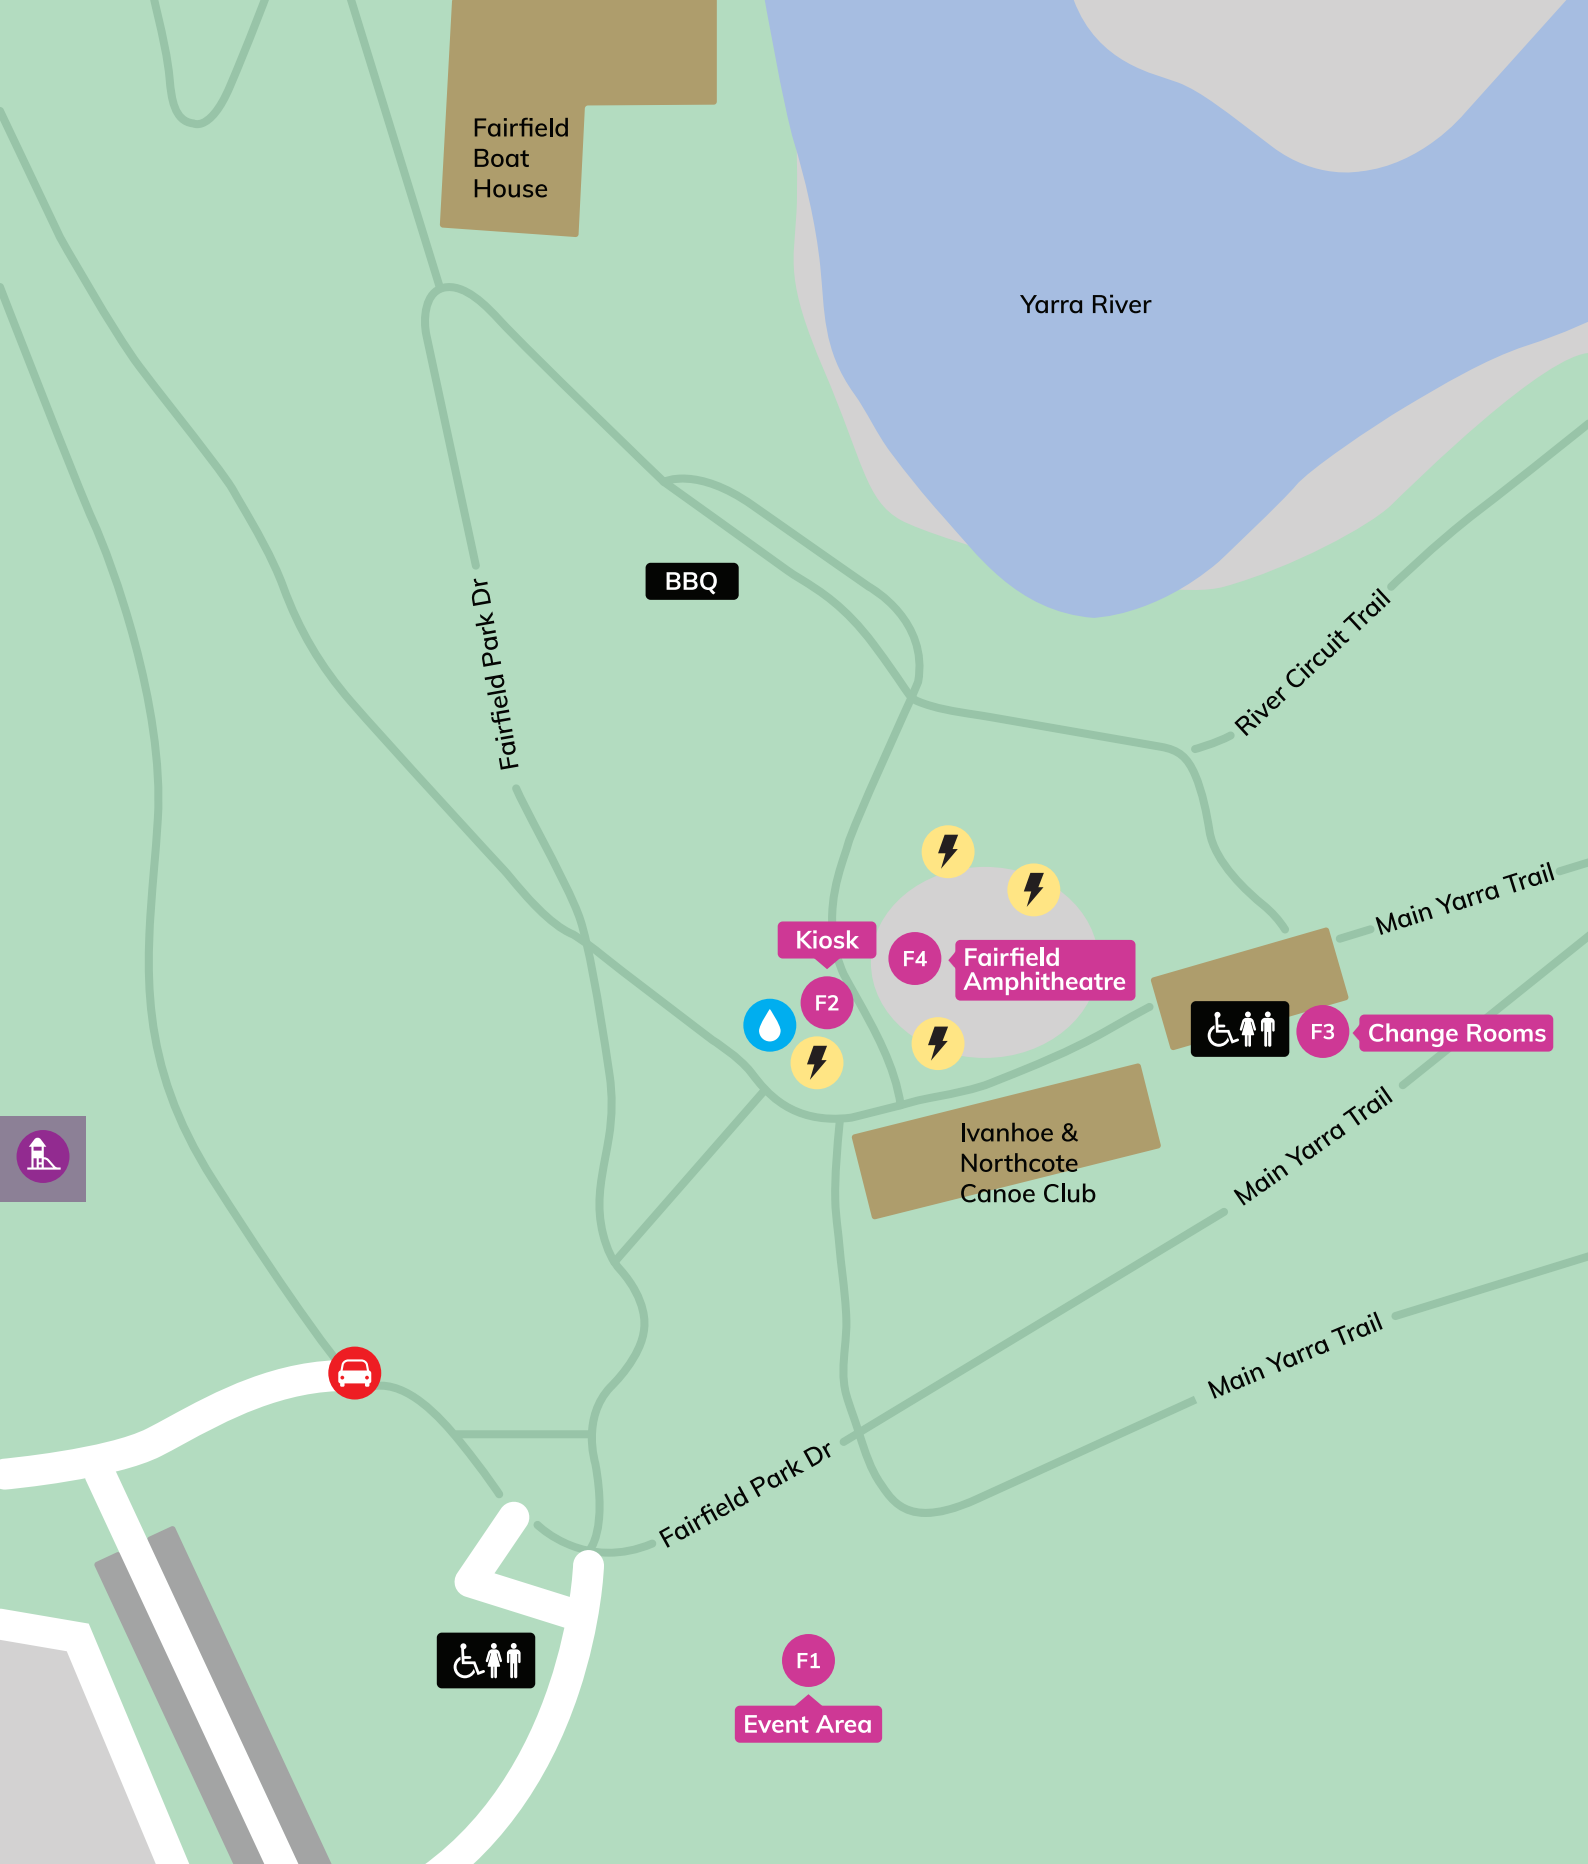 Fairfield
Boat
House
Yarra River
BBQ
Fairfield Park Dr
River Circuit Trail
Main Yarra Trail
Kiosk
F2
F4
Fairfield
Amphitheatre
F3
Change Rooms
Ivanhoe &
Northcote
Canoe Club
Main Yarra Trail
Main Yarra Trail
Fairfield Park Dr
F1
Event Area